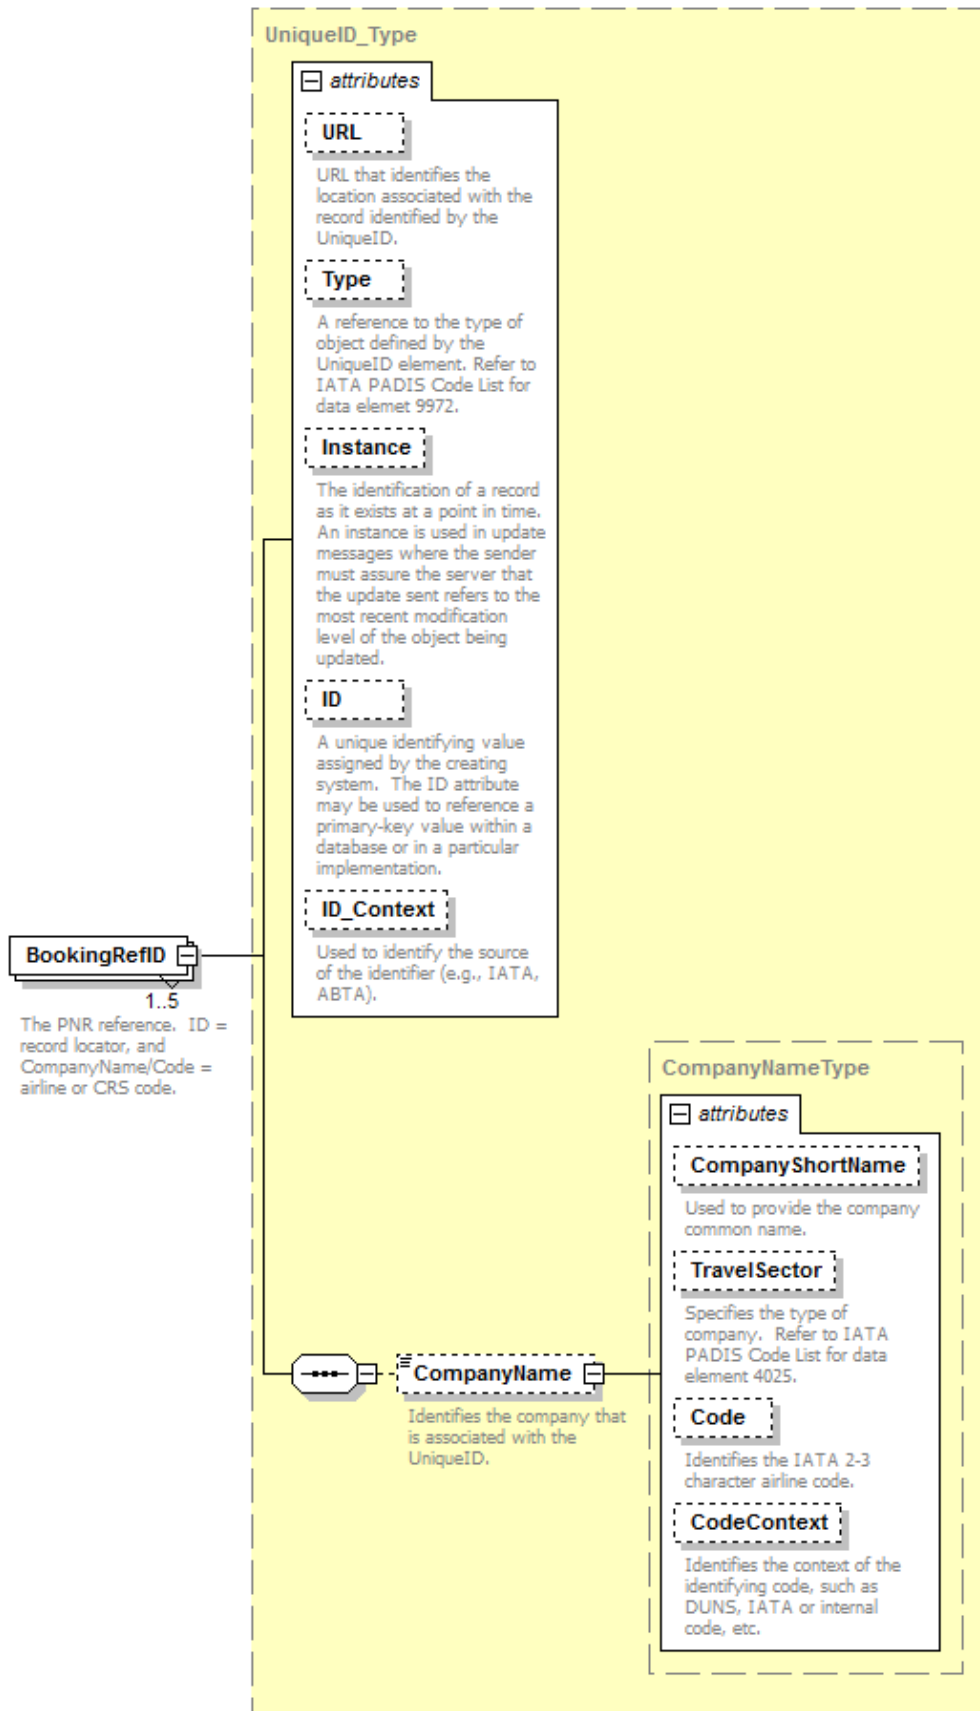 UniqueID_Type
attributes
URL
URL that identifies the
location associated with the
record identified by the
UniqueID.
Type
A reference to the type of
object defined by the
UniqueID element. Refer to
IATA PADIS Code List for
data elemet 9972.
Instance
The identification of a record
as it exists at a point in time.
An instance is used in update
messages where the sender
must assure the server that
the update sent refers to the
most recent modification
level of the object being
updated.
ID
A unique identifying value
assigned by the creating
system.  The ID attribute
may be used to reference a
primary-key value within a
database or in a particular
implementation.
ID_Context
Used to identify the source
of the identifier (e.g., IATA,
ABTA).
BookingRefID
1..5
The PNR reference.  ID =
record locator, and
CompanyName/Code =
airline or CRS code.
CompanyNameType
attributes
CompanyShortName
Used to provide the company
common name.
TravelSector
Specifies the type of
company.  Refer to IATA
PADIS Code List for data
element 4025.
CompanyName
Identifies the company that
is associated with the
UniqueID.
Code
Identifies the IATA 2-3
character airline code.
CodeContext
Identifies the context of the
identifying code, such as
DUNS, IATA or internal
code, etc.